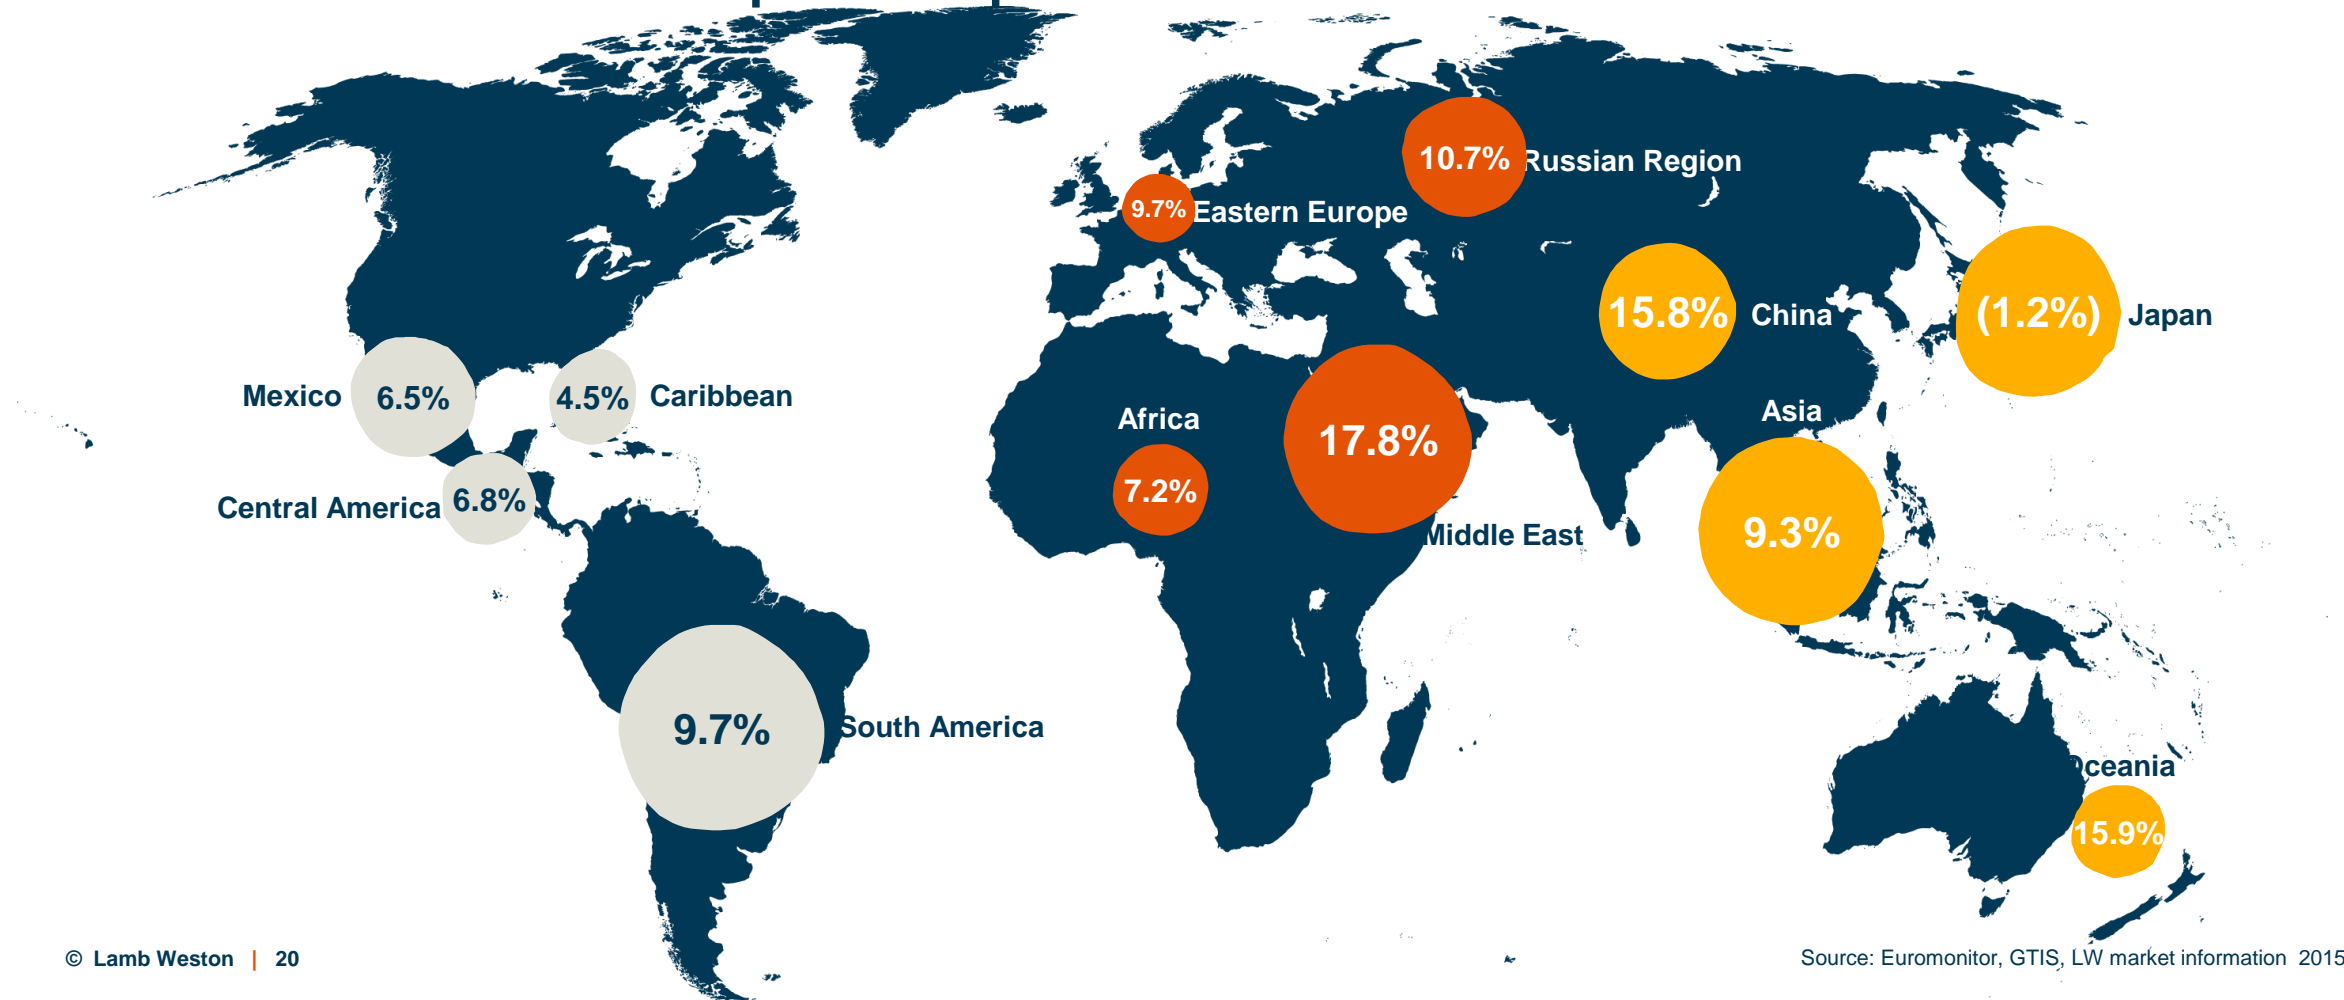 10.7% Russian Region
9.7% Eastern Europe
15.8% China
(1.2%) Japan
Mexico 6.5%
4.5% Caribbean
Asia
Africa
17.8%
7.2%
Central America 6.8%
Middle East
9.3%
9.7% South America
Oceania
15.9%
© Lamb Weston | 20
Source: Euromonitor, GTIS, LW market information 2015